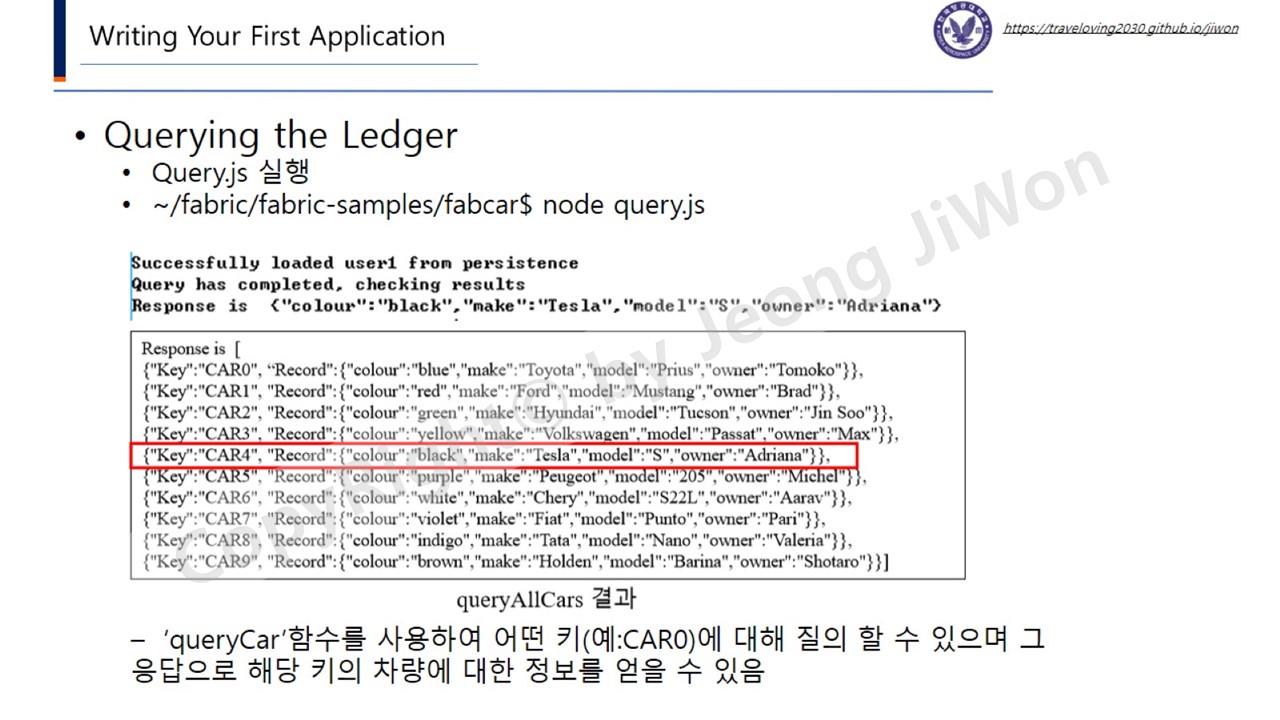 Writing Your First Application
https://traveloving2030.github.io/jiwon
• Querying the Ledger
• Query.js 실행
• ~/fabric/fabric-samples/fabcar$ node query.js
Successfully loaded user1 from persistence
Query has completed, checking results
Response is {"colour":"black","make":"Tesla","model":"S","owner":"Adriana"}
Response is [
{"Key":"CAR0", “Record":{"colour":"blue","make":"Toyota","model":"Prius","owner":"Tomoko"}},
{"Key":"CAR1", "Record":{"colour":"red","make":"Ford","model":"Mustang","owner":"Brad"}},
{"Key":"CAR2", "Record":{"colour":"green","make":"Hyundai","model":"Tucson","owner":"Jin Soo"}},
{"Key":"CAR3", "Record":{"colour":"yellow","make":"Volkswagen","model":"Passat","owner":"Max"}},
{"Key":"CAR4", "Record":{"colour":"black","make":"Tesla","model":"S","owner":"Adriana"}},
{"Key":"CAR5", "Record":{"colour":"purple","make":"Peugeot","model":"205","owner":"Michel"}},
{"Key":"CAR6", "Record":{"colour":"white","make":"Chery","model":"S22L","owner":"Aarav"}},
{"Key":"CAR7", "Record":{"colour":"violet","make":"Fiat","model":"Punto","owner":"Pari"}},
{"Key":"CAR8", "Record":{"colour":"indigo","make":"Tata","model":"Nano","owner":"Valeria"}},
{"Key":"CAR9", "Record":{"colour":"brown","make":"Holden","model":"Barina","owner":"Shotaro"}}]
queryAllCars 결과
– ‘queryCar’함수를 사용하여 어떤 키(예:CAR0)에 대해 질의 할 수 있으며 그
응답으로 해당 키의 차량에 대한 정보를 얻을 수 있음
CopyRight© by Jeong JiWon